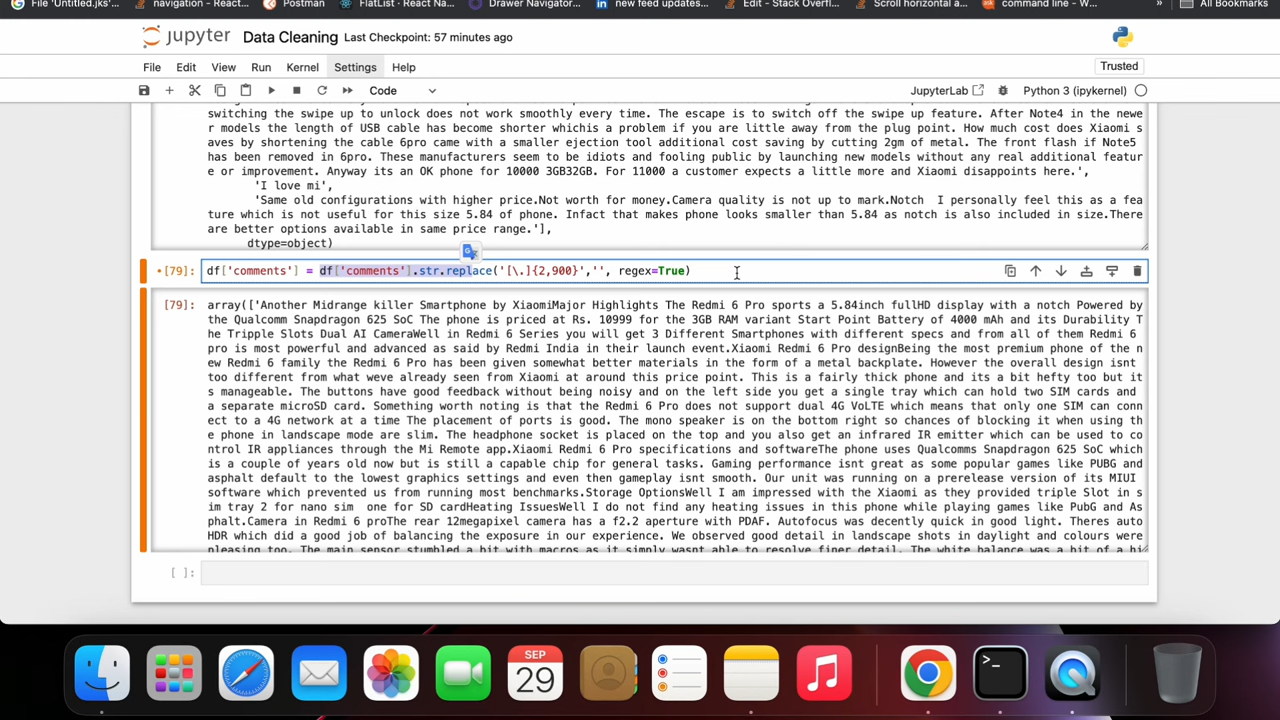 File 'Untitled.jks'...
navigation - React...
Postman
FlatList · React Na...
Drawer Navigator...
new feed updates...
Edit - Stack Overfl...
Scroll horizontal a...
ask
command line - W...
»
All Bookmarks
jupyter Data Cleaning Last Checkpoint: 57 minutes ago
File Edit View Run Kernel Settings Help
Trusted
Code
JupyterLab
Python 3 (ipykernel)
switching the swipe up to unlock does not work smoothly every time. The escape is to switch off the swipe up feature. After Note4 in the newe
r models the length of USB cable has become shorter whichis a problem if you are little away from the plug point. How much cost does Xiaomi s
aves by shortening the cable 6pro came with a smaller ejection tool additional cost saving by cutting 2gm of metal. The front flash if Note5
has been removed in 6pro. These manufacturers seem to be idiots and fooling public by launching new models without any real additional featur
e or improvement. Anyway its an OK phone for 10000 3GB32GB. For 11000 a customer expects a little more and Xiaomi disappoints here.',
'I love mi',
'Same old configurations with higher price.Not worth for money.Camera quality is not up to mark.Notch  I personally feel this as a fea
ture which is not useful for this size 5.84 of phone. Infact that makes phone looks smaller than 5.84 as notch is also included in size.There
are better options available in same price range.'],
dtype=object)
[79]: df['comments'] = df['comments'].str.replace('[\.]{2,900}','', regex=True)
[79]: array(['Another Midrange killer Smartphone by XiaomiMajor Highlights The Redmi 6 Pro sports a 5.84inch fullHD display with a notch Powered by
the Qualcomm Snapdragon 625 SoC The phone is priced at Rs. 10999 for the 3GB RAM variant Start Point Battery of 4000 mAh and its Durability T
he Tripple Slots Dual AI CameraWell in Redmi 6 Series you will get 3 Different Smartphones with different specs and from all of them Redmi 6
pro is most powerful and advanced as said by Redmi India in their launch event.Xiaomi Redmi 6 Pro designBeing the most premium phone of the n
ew Redmi 6 family the Redmi 6 Pro has been given somewhat better materials in the form of a metal backplate. However the overall design isnt
too different from what weve already seen from Xiaomi at around this price point. This is a fairly thick phone and its a bit hefty too but it
s manageable. The buttons have good feedback without being noisy and on the left side you get a single tray which can hold two SIM cards and
a separate microSD card. Something worth noting is that the Redmi 6 Pro does not support dual 4G VoLTE which means that only one SIM can conn
ect to a 4G network at a time The placement of ports is good. The mono speaker is on the bottom right so chances of blocking it when using th
e phone in landscape mode are slim. The headphone socket is placed on the top and you also get an infrared IR emitter which can be used to co
ntrol IR appliances through the Mi Remote app.Xiaomi Redmi 6 Pro specifications and softwareThe phone uses Qualcomms Snapdragon 625 SoC which
is a couple of years old now but is still a capable chip for general tasks. Gaming performance isnt great as some popular games like PUBG and
asphalt default to the lowest graphics settings and even then gameplay isnt smooth. Our unit was running on a prerelease version of its MIUI
software which prevented us from running most benchmarks.Storage OptionsWell I am impressed with the Xiaomi as they provided triple Slot in s
im tray 2 for nano sim  one for SD cardHeating IssuesWell I do not find any heating issues in this phone while playing games like PubG and As
phalt.Camera in Redmi 6 proThe rear 12megapixel camera has a f2.2 aperture with PDAF. Autofocus was decently quick in good light. Theres auto
HDR which did a good job of balancing the exposure in our experience. We observed good detail in landscape shots in daylight and colours were
pleasing too. The main sensor stumbled a bit with macros as it simply wasnt able to resolve finer detail. The white balance was a bit of a hi
[ ]:
SEP
29
>_